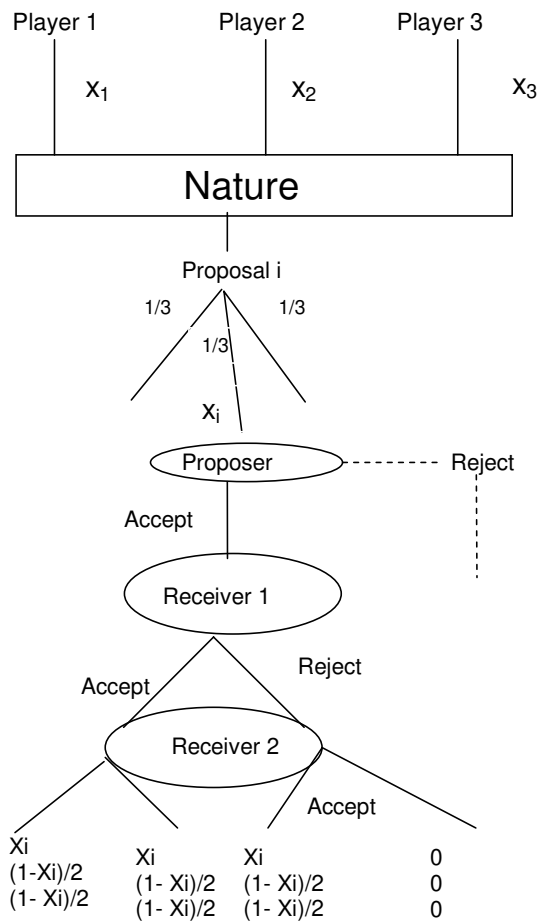 Player 1 Player 2 Player 3
x₁ x₂ x₃
Nature
Proposal i
1/3 1/3
1/3
xᵢ
Proposer Reject
Accept
Receiver 1
Reject
Accept
Receiver 2
Accept
Xi Xi Xi 0
(1-Xi)/2 (1- Xi)/2 (1- Xi)/2 0
(1- Xi)/2 (1- Xi)/2 (1- Xi)/2 0